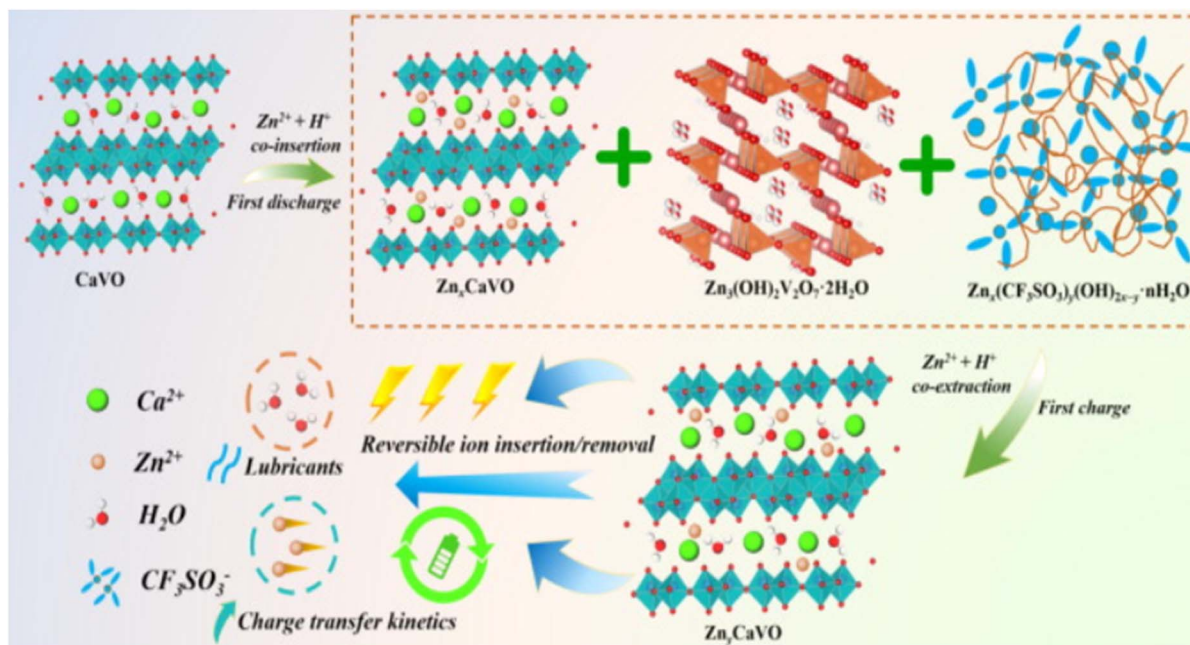 Zn²⁺ + H⁺
co-insertion
First discharge
CaVO
ZnₓCaVO
Zn₃(OH)₂V₂O₇·2H₂O
Znₓ(CF₃SO₃)ᵧ(OH)₂ₓ₋ᵧ·nH₂O
Zn²⁺ + H⁺
co-extraction
First charge
Ca²⁺
Zn²⁺
H₂O
CF₃SO₃⁻
Lubricants
Reversible ion insertion/removal
Charge transfer kinetics
ZnᵧCaVO